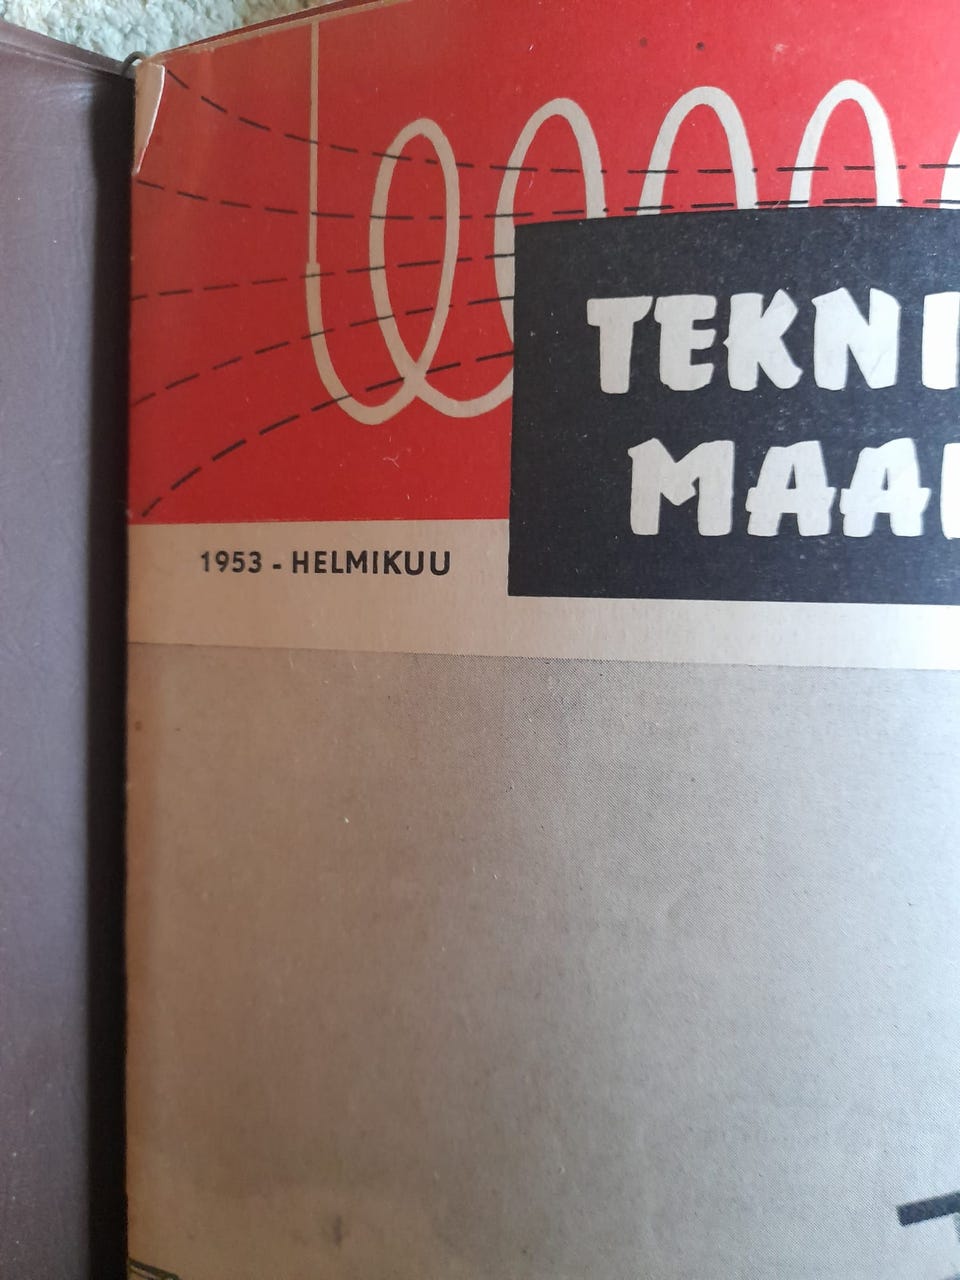 TEKNI
MAA
1953 - HELMIKUU